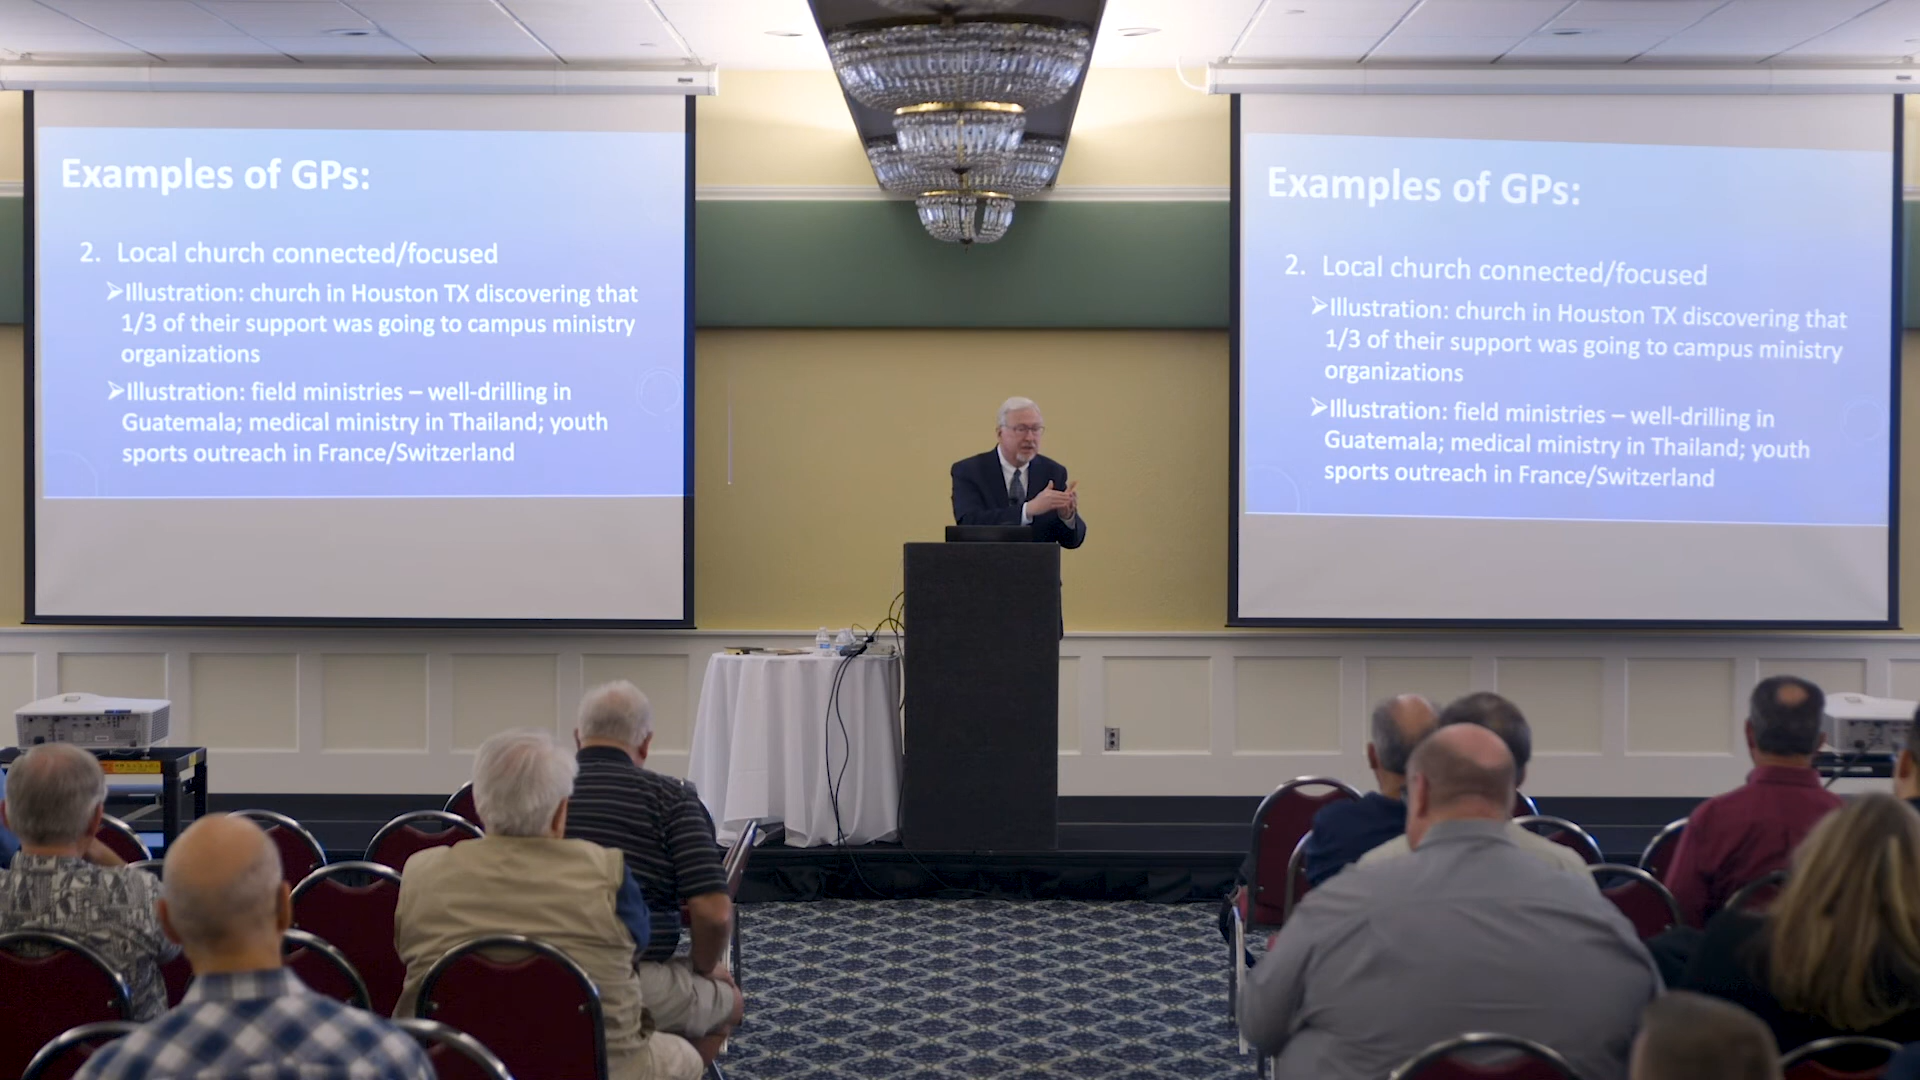 Examples of GPs:
2. Local church connected/focused
➢Illustration: church in Houston TX discovering that
1/3 of their support was going to campus ministry
organizations
➢Illustration: field ministries – well-drilling in
Guatemala; medical ministry in Thailand; youth
sports outreach in France/Switzerland
Examples of GPs:
2. Local church connected/focused
➢Illustration: church in Houston TX discovering that
1/3 of their support was going to campus ministry
organizations
➢Illustration: field ministries – well-drilling in
Guatemala; medical ministry in Thailand; youth
sports outreach in France/Switzerland